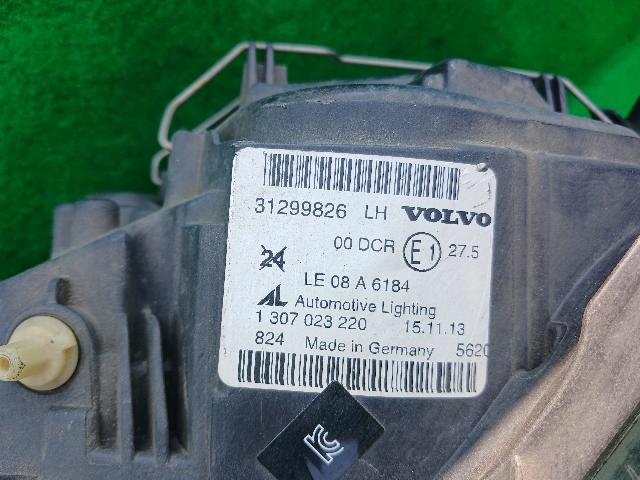 31299826 LH VOLVO
00 DCR E1 27.5
24
LE 08 A 6184
AL Automotive Lighting
1 307 023 220 15.11.13
824 Made in Germany 5620